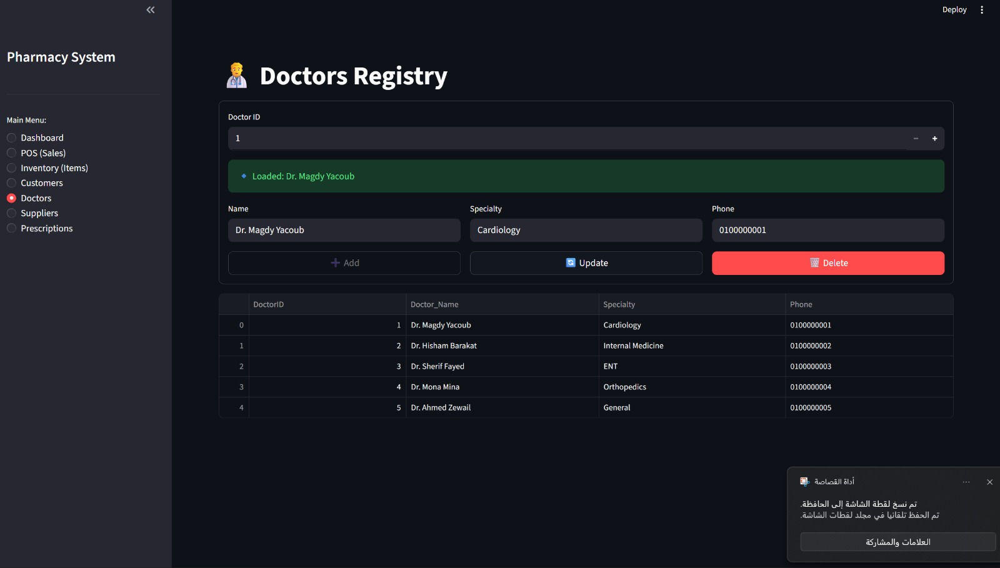 Deploy
Pharmacy System
Main Menu:
Dashboard
POS (Sales)
Inventory (Items)
Customers
Doctors
Suppliers
Prescriptions
Doctors Registry
Doctor ID
1
Loaded: Dr. Magdy Yacoub
Name Specialty Phone
Dr. Magdy Yacoub Cardiology 0100000001
Add Update Delete
DoctorID Doctor_Name Specialty Phone
0 1 Dr. Magdy Yacoub Cardiology 0100000001
1 2 Dr. Hisham Barakat Internal Medicine 0100000002
2 3 Dr. Sherif Fayed ENT 0100000003
3 4 Dr. Mona Mina Orthopedics 0100000004
4 5 Dr. Ahmed Zewail General 0100000005
أداة القصاصة
تم نسخ لقطة الشاشة إلى الحافظة.
تم الحفظ تلقائيا في مجلد لقطات الشاشة.
العلامات والمشاركة